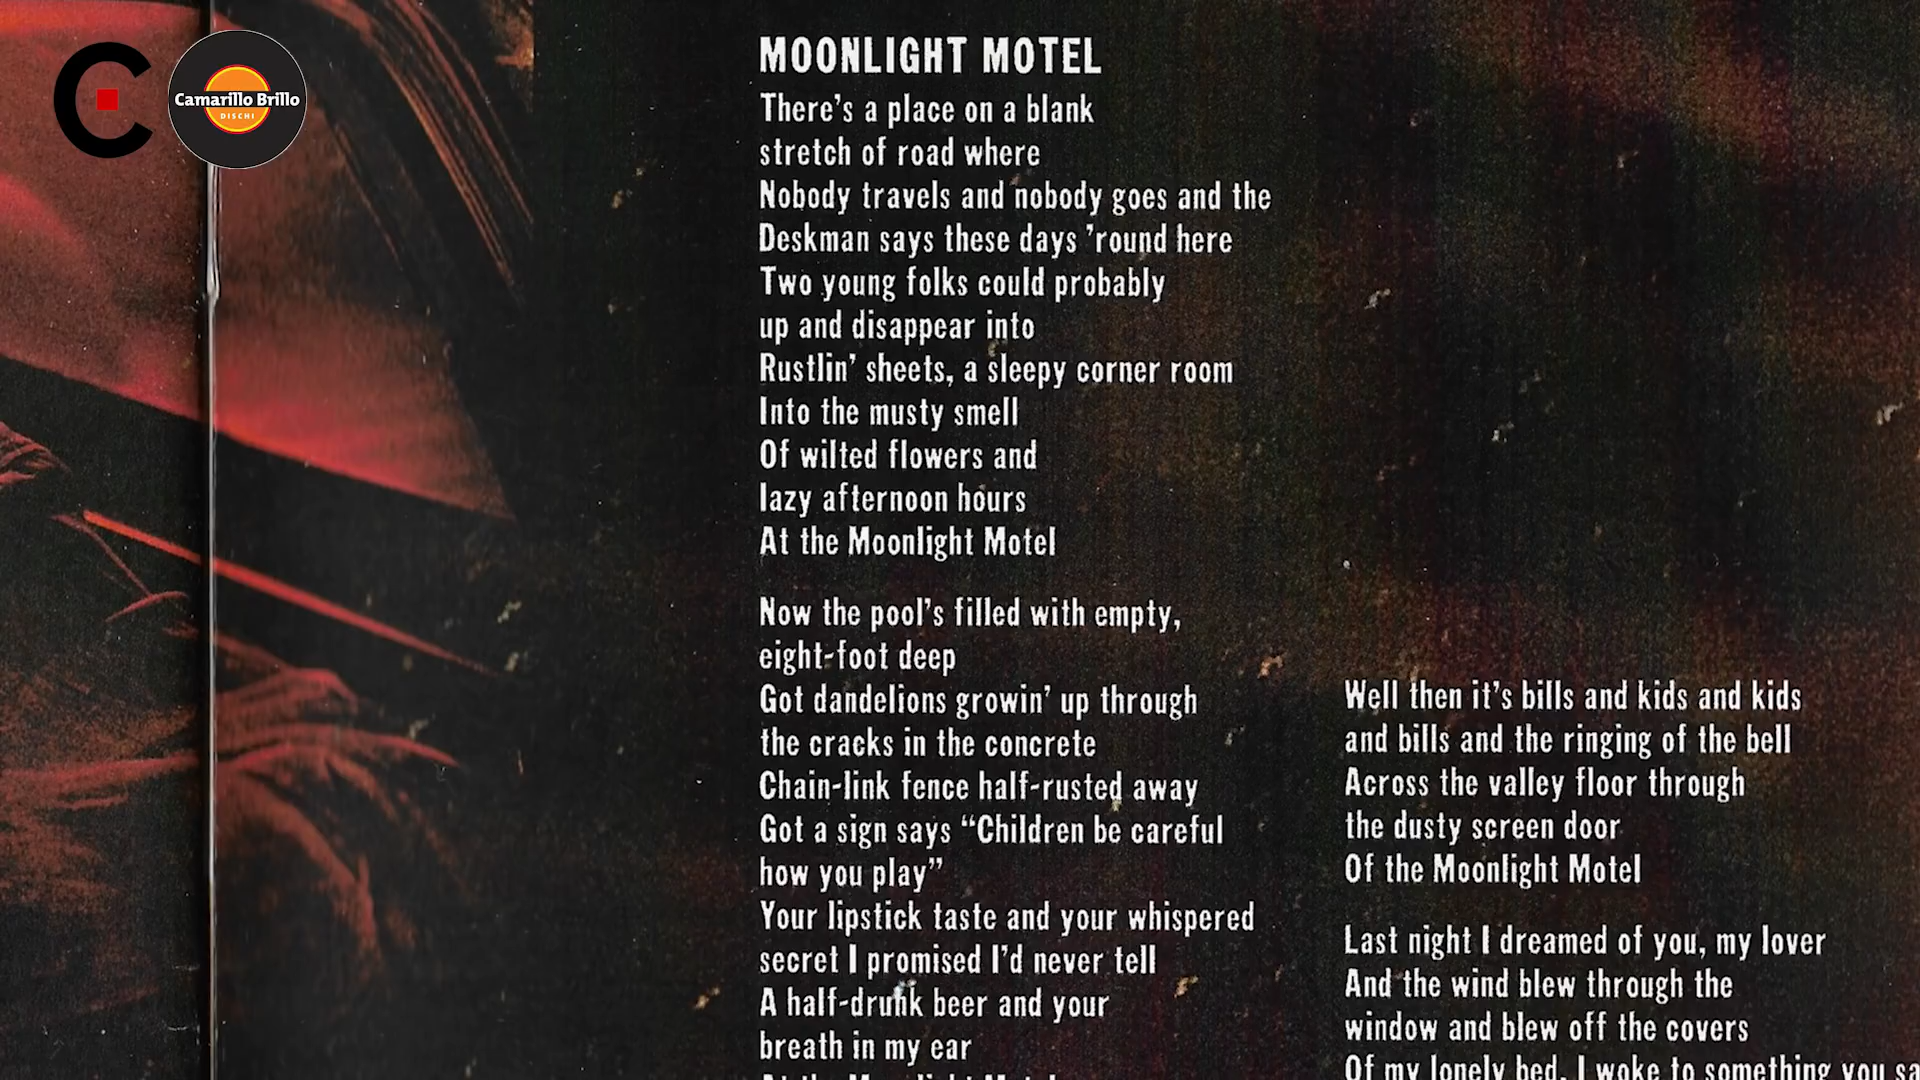 C
Camarillo Brillo
DISCHI
MOONLIGHT MOTEL
There's a place on a blank
stretch of road where
Nobody travels and nobody goes and the
Deskman says these days 'round here
Two young folks could probably
up and disappear into
Rustlin' sheets, a sleepy corner room
Into the musty smell
Of wilted flowers and
lazy afternoon hours
At the Moonlight Motel
Now the pool's filled with empty,
eight-foot deep
Got dandelions growin' up through
the cracks in the concrete
Chain-link fence half-rusted away
Got a sign says “Children be careful
how you play”
Your lipstick taste and your whispered
secret I promised I'd never tell
A half-drunk beer and your
breath in my ear
Well then it's bills and kids and kids
and bills and the ringing of the bell
Across the valley floor through
the dusty screen door
Of the Moonlight Motel
Last night I dreamed of you, my lover
And the wind blew through the
window and blew off the covers
Of my lonely bed, I woke to something you